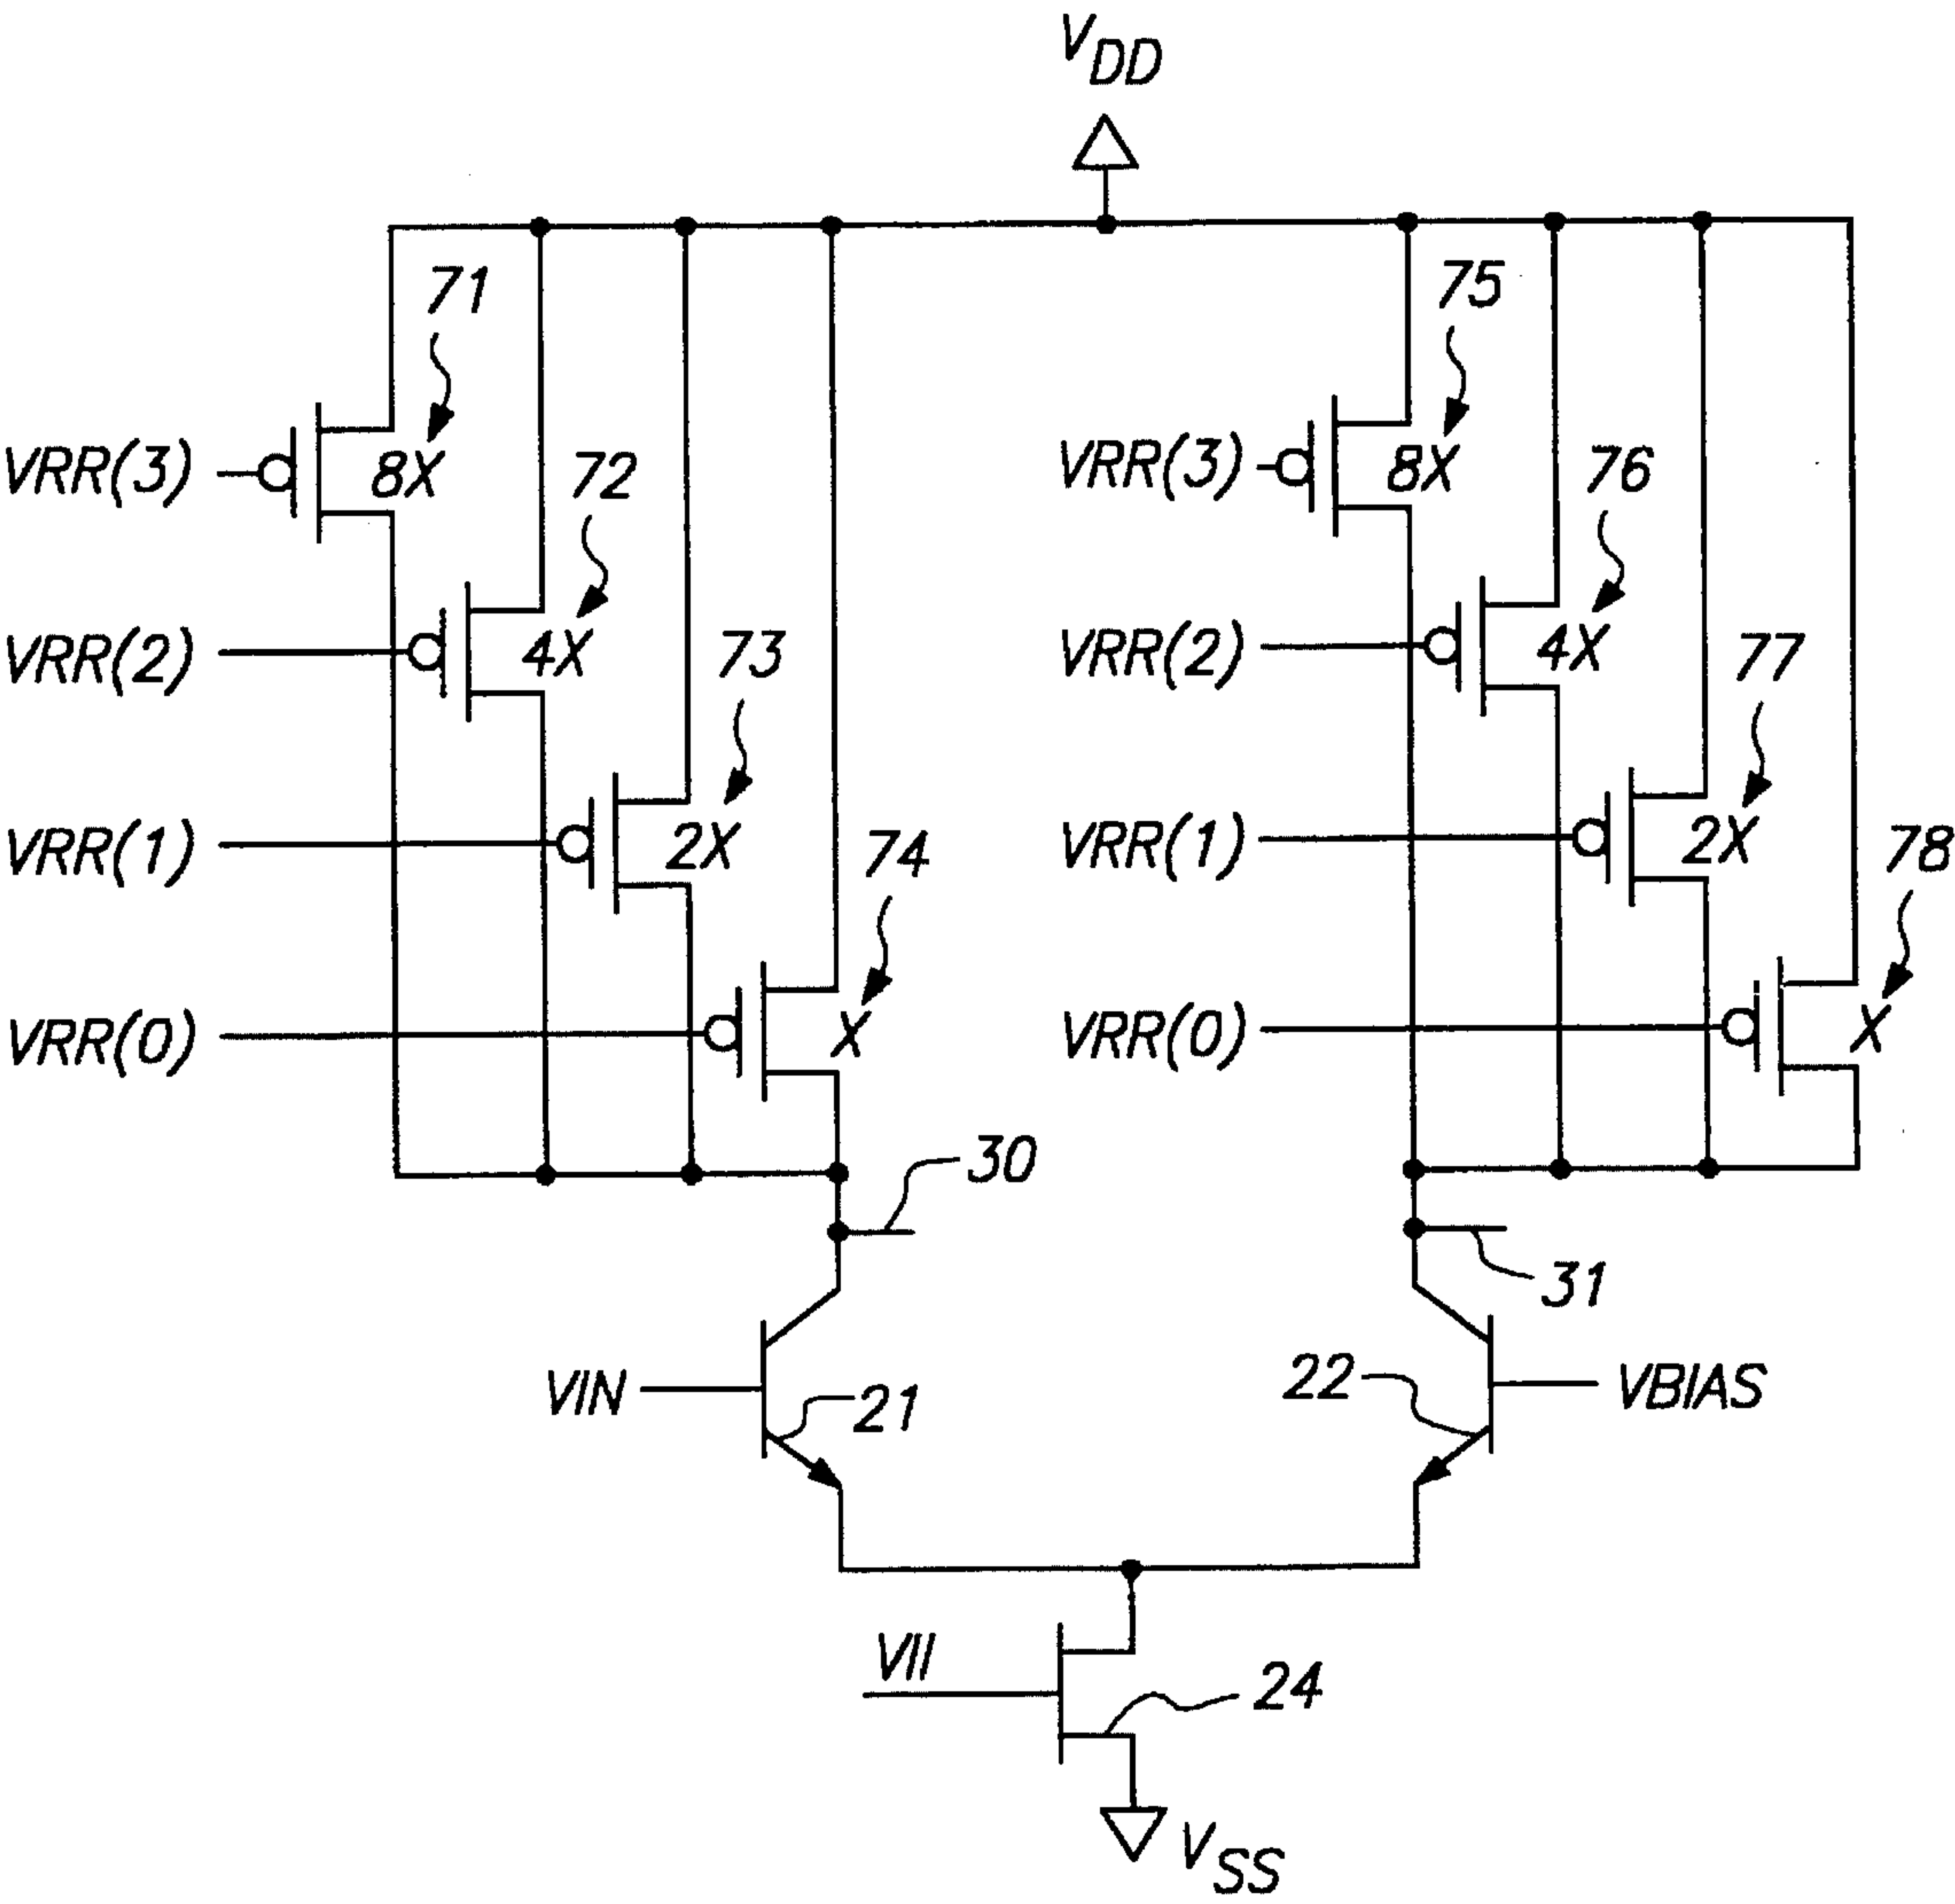 VDD
71
75
VRR(3)
8X
72
VRR(3)
8X
76
VRR(2)
4X
73
VRR(2)
4X
77
VRR(1)
2X
74
VRR(1)
2X
78
VRR(0)
X
VRR(0)
X
30
31
VIN
21
22
VBIAS
VII
24
VSS